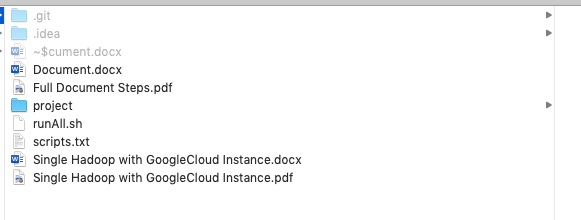 .git
.idea
~$cument.docx
Document.docx
Full Document Steps.pdf
project
runAll.sh
scripts.txt
Single Hadoop with GoogleCloud Instance.docx
Single Hadoop with GoogleCloud Instance.pdf